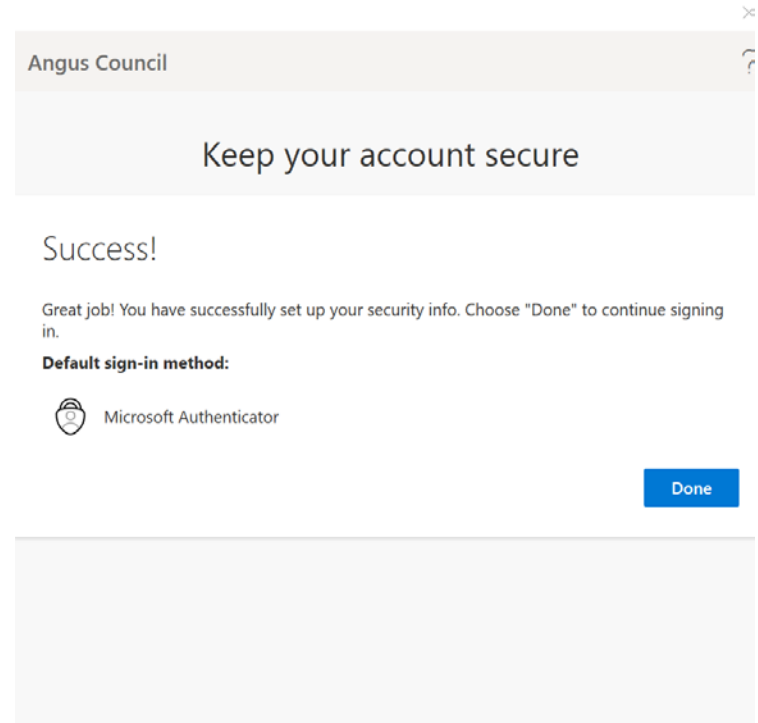 Angus Council
?
Keep your account secure
Success!
Great job! You have successfully set up your security info. Choose "Done" to continue signing
in.
Default sign-in method:
Microsoft Authenticator
Done